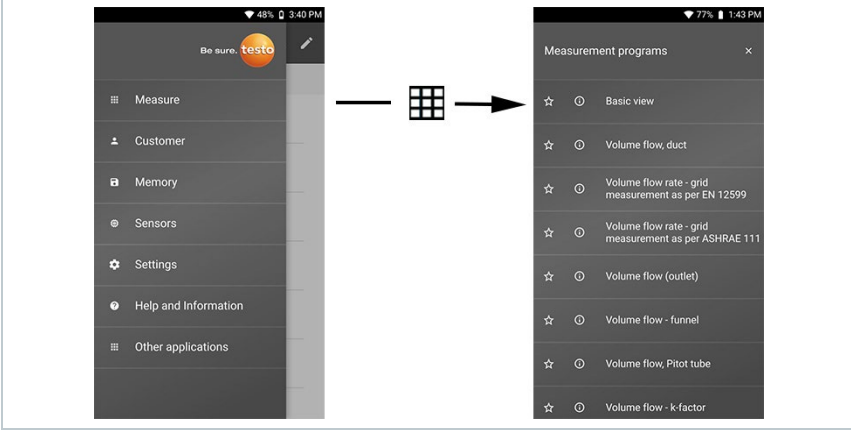 48% 3:40 PM
Be sure. testo
Measure
Customer
Memory
Sensors
Settings
Help and Information
Other applications
77% 1:43 PM
Measurement programs
Basic view
Volume flow, duct
Volume flow rate - grid
measurement as per EN 12599
Volume flow rate - grid
measurement as per ASHRAE 111
Volume flow (outlet)
Volume flow - funnel
Volume flow, Pitot tube
Volume flow - k-factor